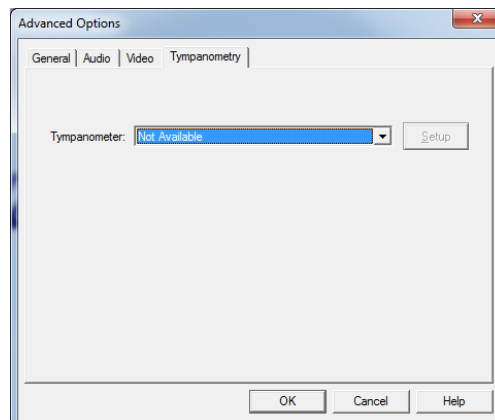 Advanced Options
General Audio Video Tympanometry
Tympanometer: Not Available Setup
OK Cancel Help